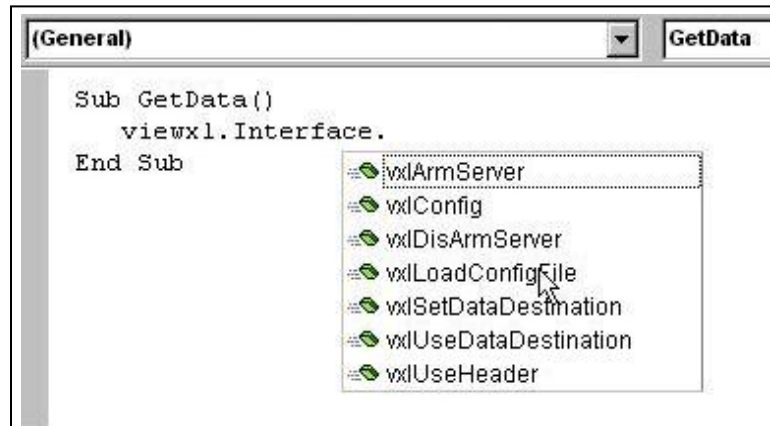 (General) GetData
Sub GetData()
viewxl.Interface.
End Sub
vxlArmServer
vxlConfig
vxlDisArmServer
vxlLoadConfigFile
vxlSetDataDestination
vxlUseDataDestination
vxlUseHeader